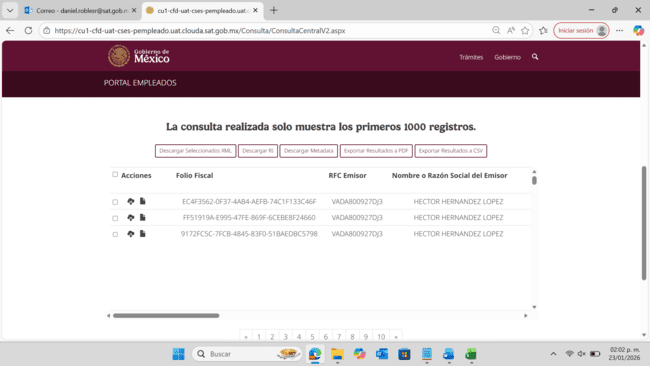 Correo - daniel.roblesr@sat.gob.m
cu1-cfd-uat-cses-pempleado.uat.c
https://cu1-cfd-uat-cses-pempleado.uat.clouda.sat.gob.mx/Consulta/ConsultaCentralV2.aspx
Iniciar sesión
Gobierno de
México
Trámites Gobierno
PORTAL EMPLEADOS
La consulta realizada solo muestra los primeros 1000 registros.
Descargar Seleccionados XML Descargar RI Descargar Metadata Exportar Resultados a PDF Exportar Resultados a CSV
Acciones Folio Fiscal RFC Emisor Nombre o Razón Social del Emisor
EC4F3562-0F37-4AB4-AEFB-74C1F133C46F VADA800927DJ3 HECTOR HERNANDEZ LOPEZ
FF51919A-E995-47FE-869F-6CEBE8F24660 VADA800927DJ3 HECTOR HERNANDEZ LOPEZ
9172FC5C-7FCB-4845-83F0-51BAEDBC5798 VADA800927DJ3 HECTOR HERNANDEZ LOPEZ
« 1 2 3 4 5 6 7 8 9 10 »
Buscar
02:02 p. m.
23/01/2026